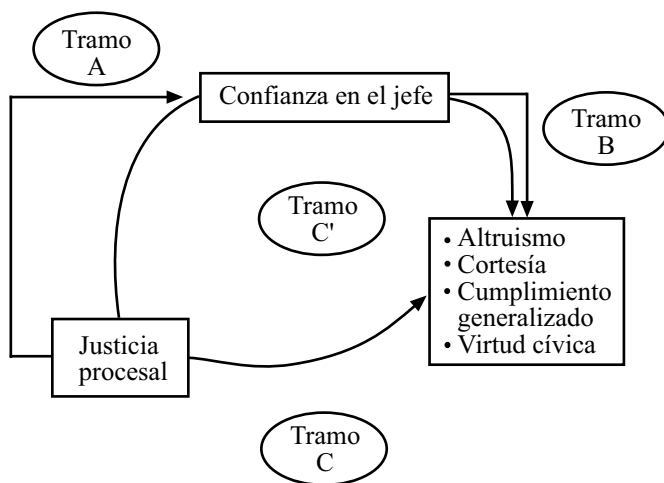 Tramo
A
Confianza en el jefe
Tramo
B
Tramo
C'
• Altruismo
• Cortesía
• Cumplimiento
generalizado
• Virtud cívica
Justicia
procesal
Tramo
C